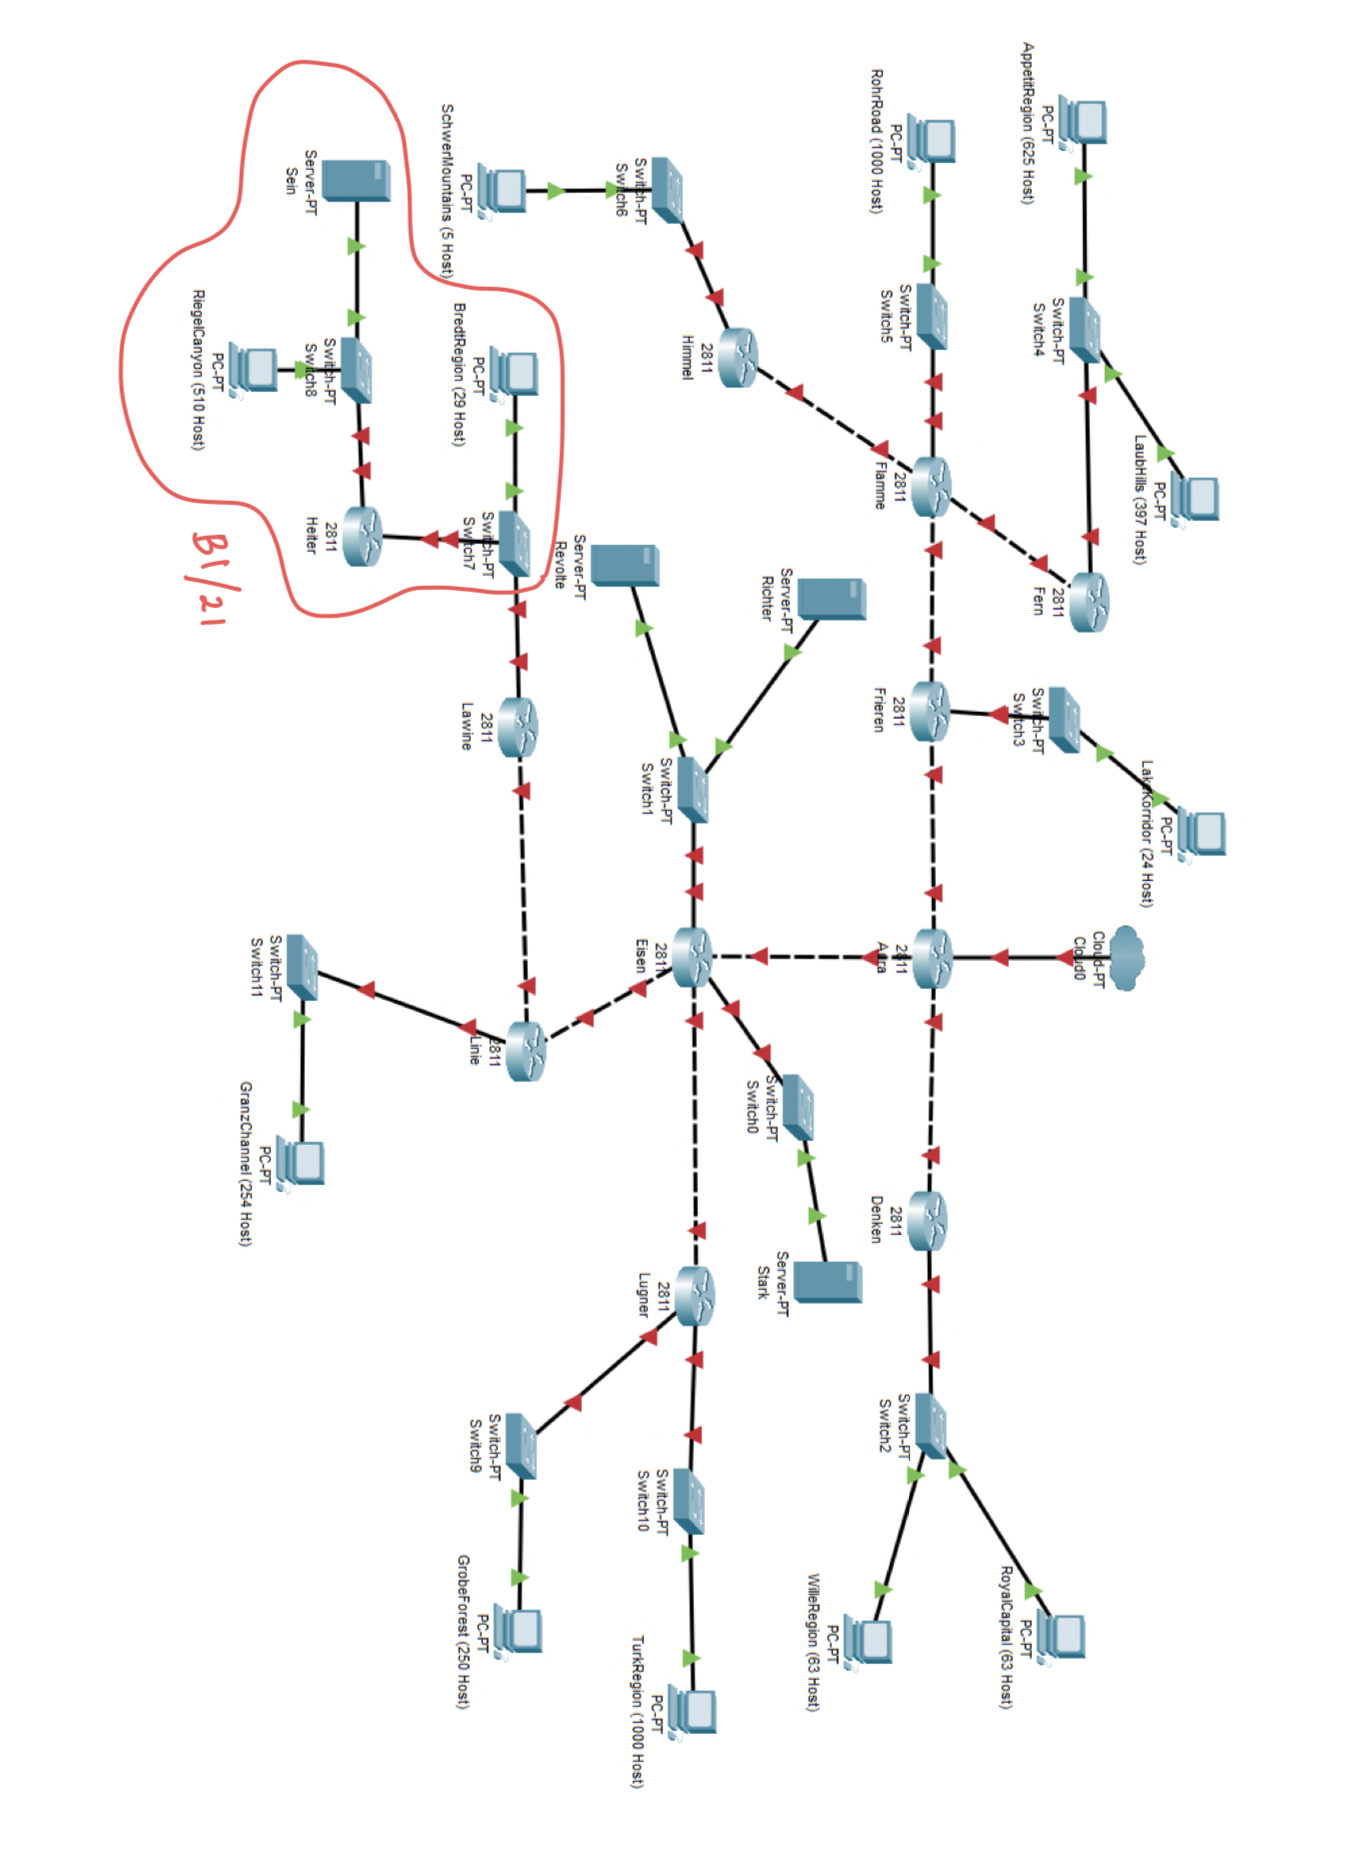 PC-PT
LaubHills (397 Host)
PC-PT
LakeKorridor (24 Host)
Cloud-PT
Cloud0
PC-PT
AppetitRegion (625 Host)
Switch-PT
Switch4
2811
Fern
Switch-PT
Switch3
PC-PT
RoyalCapital (63 Host)
PC-PT
RohrRoad (1000 Host)
Switch-PT
Switch5
2811
Flamme
2811
Frieren
2811
Aura
2811
Denken
Switch-PT
Switch2
PC-PT
WilleRegion (63 Host)
Server-PT
Richter
Switch-PT
Switch0
Server-PT
Stark
2811
Himmel
Switch-PT
Switch6
Server-PT
Revolte
Switch-PT
Switch1
2811
Eisen
2811
Lugner
Switch-PT
Switch10
PC-PT
TurkRegion (1000 Host)
PC-PT
SchwerMountains (5 Host)
PC-PT
BredtRegion (29 Host)
Switch-PT
Switch7
2811
Lawine
2811
Linie
Switch-PT
Switch9
PC-PT
GrobeForest (250 Host)
Server-PT
Sein
Switch-PT
Switch8
2811
Heiter
PC-PT
RiegelCanyon (510 Host)
B1/21
Switch-PT
Switch11
PC-PT
GranzChannel (254 Host)